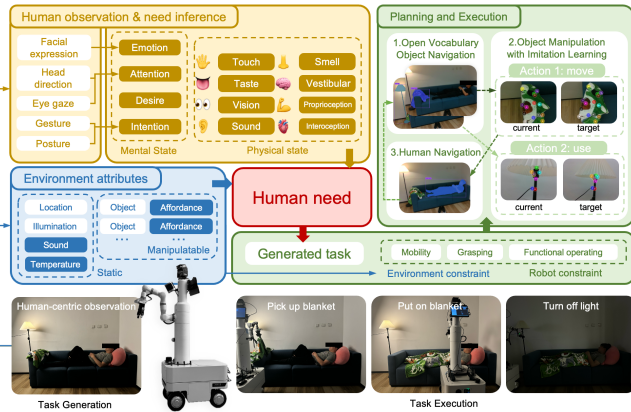 Human observation & need inference
Facial
expression
Head
direction
Eye gaze
Gesture
Posture
Emotion
Attention
Desire
Intention
Mental State
Touch
Smell
Taste
Vestibular
Vision
Proprioception
Sound
Interoception
Physical state
Planning and Execution
1.Open Vocabulary
Object Navigation
2.Object Manipulation
with Imitation Learning
Action 1: move
current
target
3.Human Navigation
Action 2: use
current
target
Environment attributes
Location
Illumination
Sound
Temperature
Static
Object
Affordance
Object
Affordance
...
...
Manipulatable
Human need
Generated task
Mobility
Grasping
Functional operating
Environment constraint
Robot constraint
Human-centric observation
Pick up blanket
Put on blanket
Turn off light
Task Generation
Task Execution